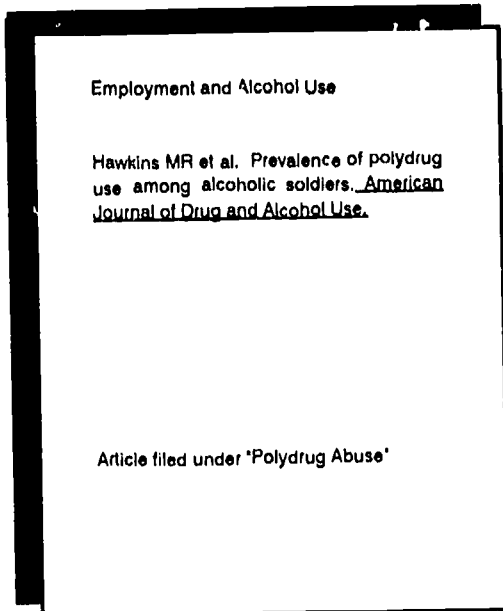 Employment and Alcohol Use
Hawkins MR et al. Prevalence of polydrug
use among alcoholic soldiers. American
Journal of Drug and Alcohol Use.
Article filed under "Polydrug Abuse"